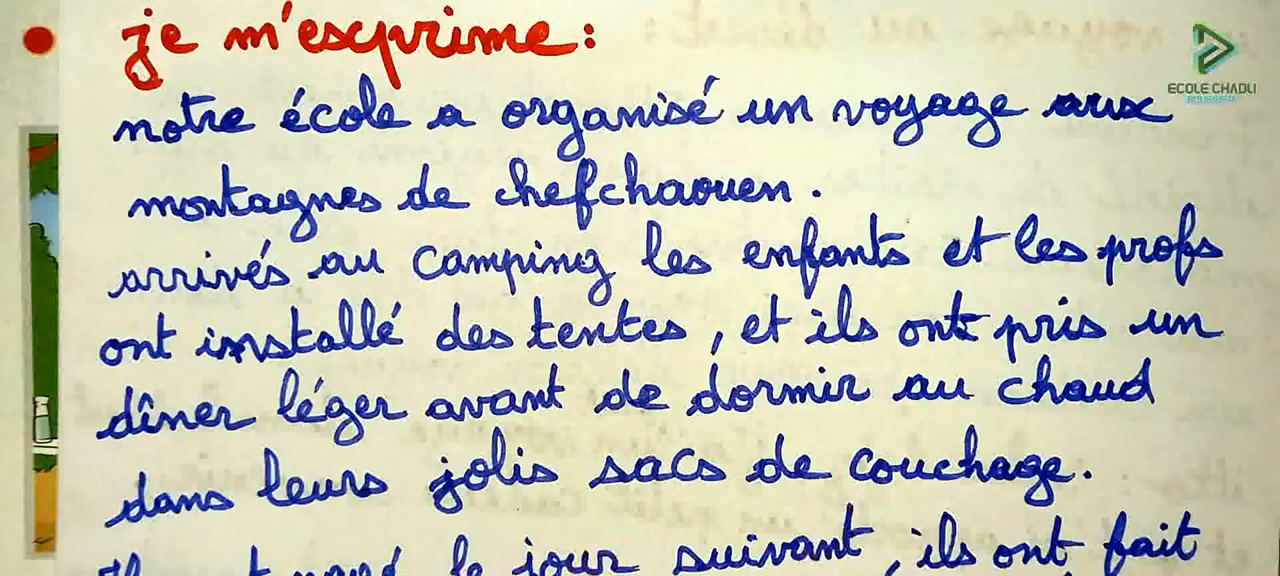 je m'exprime:
ECOLE CHADLI
notre école a organisé un voyage aux
montagnes de chefchaouen.
arrivés au camping les enfants et les profs
ont installé des tentes, et ils ont pris un
dîner léger avant de dormir au chaud
dans leurs jolis sacs de couchage.
le jour suivant, ils ont fait